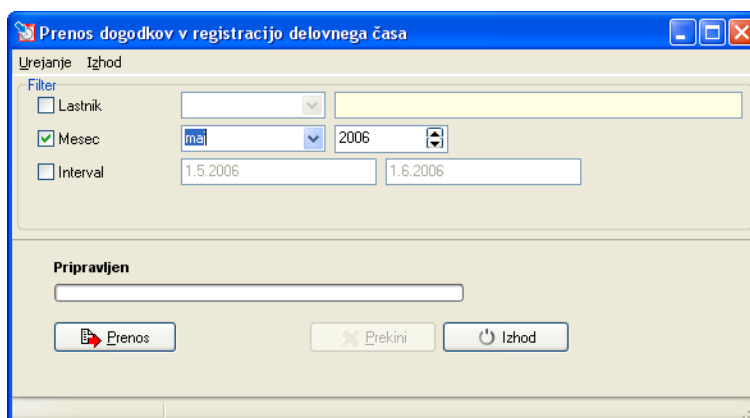 Prenos dogodkov v registracijo delovnega časa
Urejanje Izhod
Filter
Lastnik
Mesec maj 2006
Interval 1.5.2006 1.6.2006
Pripravljen
Prenos Prekini Izhod